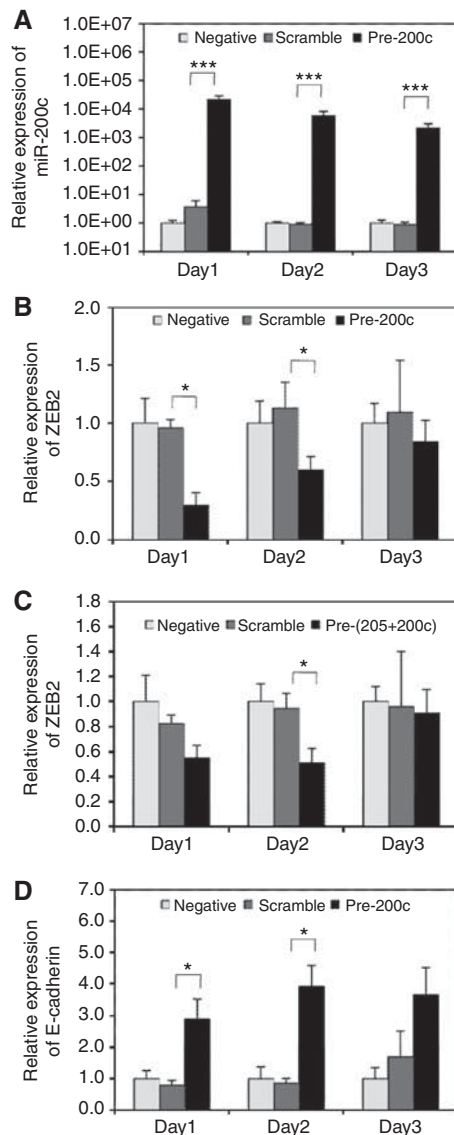 A
Relative expression of
miR-200c
1.0E+07
1.0E+06
1.0E+05
1.0E+04
1.0E+03
1.0E+02
1.0E+01
1.0E+00
1.0E+01
Negative Scramble Pre-200c
***
***
***
Day1 Day2 Day3
B
Relative expression
of ZEB2
2.0
1.5
1.0
0.5
0.0
Negative Scramble Pre-200c
*
*
Day1 Day2 Day3
C
Relative expression
of ZEB2
1.8
1.6
1.4
1.2
1.0
0.8
0.6
0.4
0.2
0.0
Negative Scramble Pre-(205+200c)
*
Day1 Day2 Day3
D
Relative expression
of E-cadherin
7.0
6.0
5.0
4.0
3.0
2.0
1.0
0.0
Negative Scramble Pre-200c
*
*
Day1 Day2 Day3